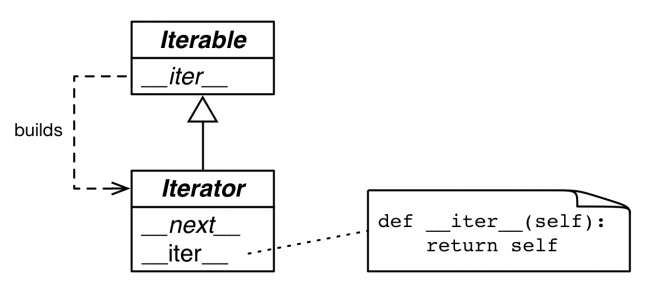 Iterable
__iter__
builds
Iterator
__next__
__iter__
def __iter__(self):
    return self